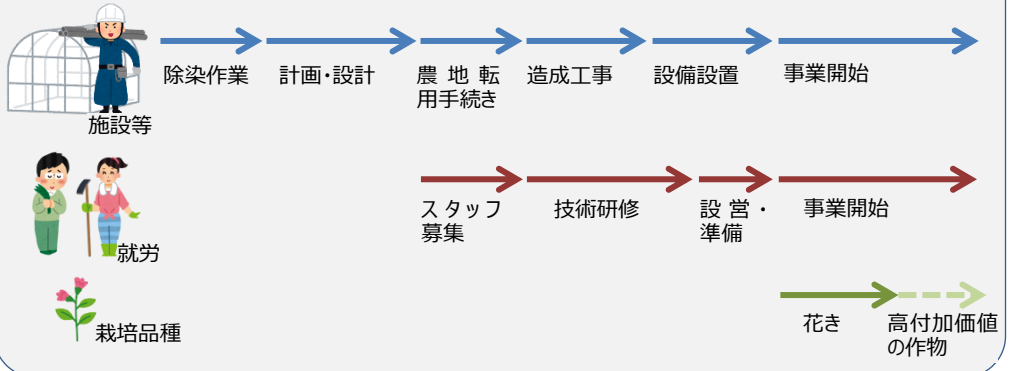 除染作業
計画・設計
農地転
用手続き
造成工事
設備設置
事業開始
施設等
スタッフ
募集
技術研修
設営・
準備
事業開始
就労
花き
高付加価値
の作物
栽培品種